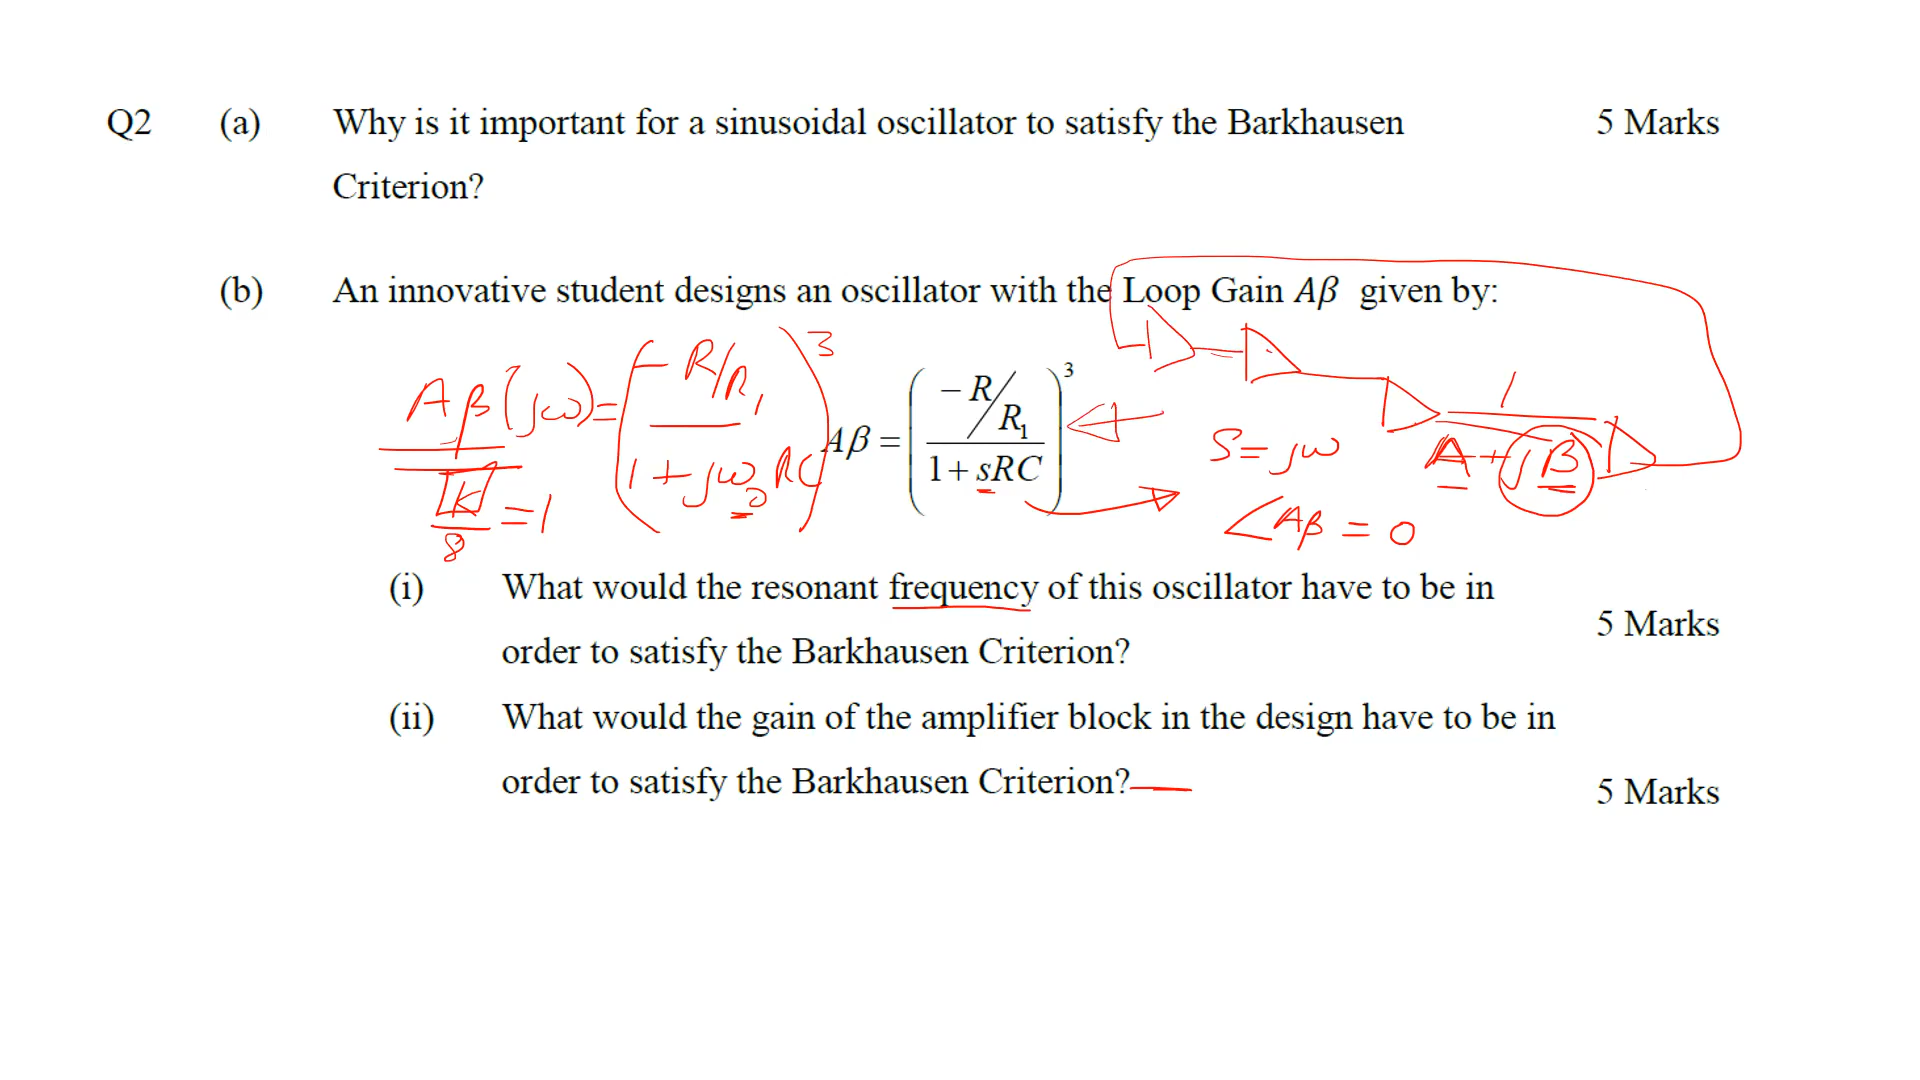 Q2 (a) Why is it important for a sinusoidal oscillator to satisfy the Barkhausen 5 Marks
Criterion?
(b) An innovative student designs an oscillator with the Loop Gain Aβ given by:
Aβ(jω) = (-R/R₁ / 1+jω₀RC)³
Aβ = (-R/R₁ / 1+sRC)³
S=jω
A+jB
K/8 = 1
∠Aβ = 0
(i) What would the resonant frequency of this oscillator have to be in
order to satisfy the Barkhausen Criterion?
5 Marks
(ii) What would the gain of the amplifier block in the design have to be in
order to satisfy the Barkhausen Criterion?
5 Marks